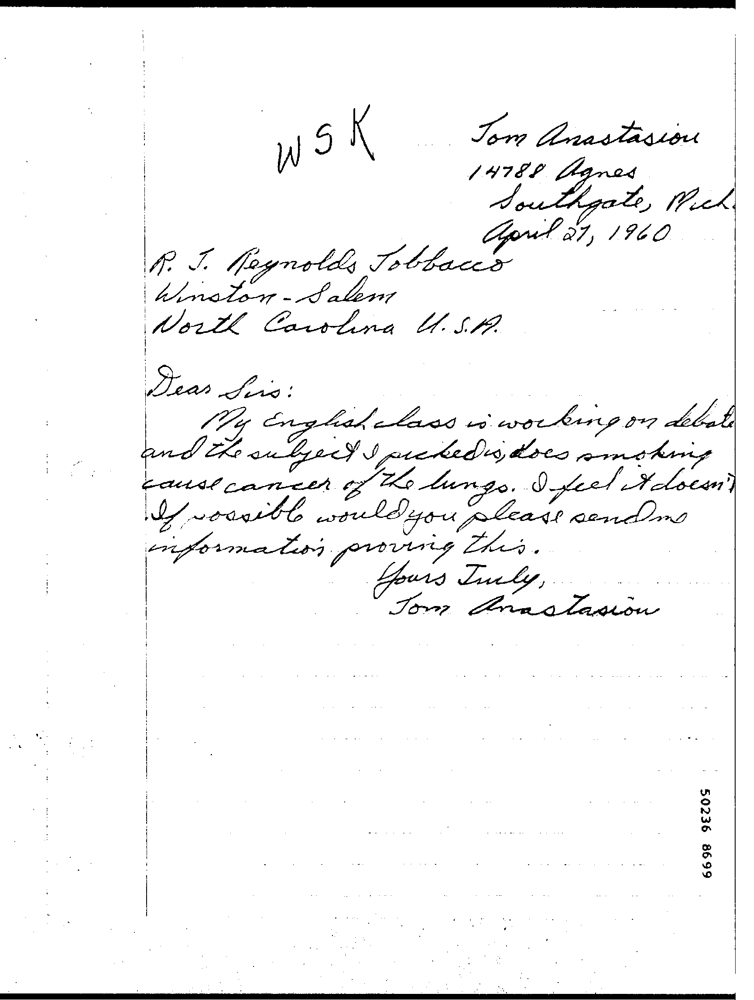 WSK
Tom Anastasiou
14788 Agnes
Southgate, Mich.
April 27, 1960
R. J. Reynolds Tobbacco
Winston-Salem
North Carolina U.S.A.
Dear Sirs:
My English class is working on debate
and the subject I picked is, does smoking
cause cancer of the lungs. I feel it doesn't
If possible would you please send me
information proving this.
Yours Truly,
Tom Anastasiou
50236 8699